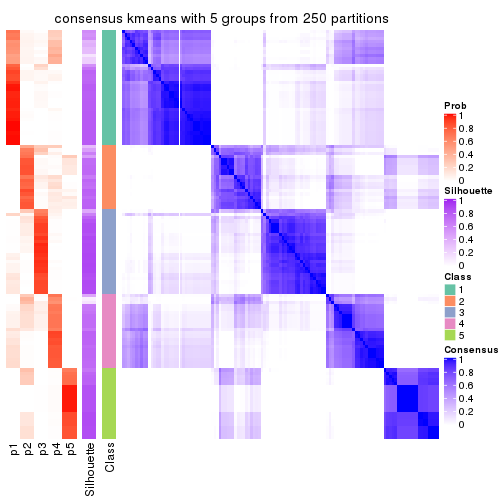 consensus kmeans with 5 groups from 250 partitions
Prob
1
0.8
0.6
0.4
0.2
0
Silhouette
1
0.8
0.6
0.4
0.2
0
Class
1
2
3
4
5
Consensus
1
0.8
0.6
0.4
0.2
0
p1
p2
p3
p4
p5
Silhouette
Class